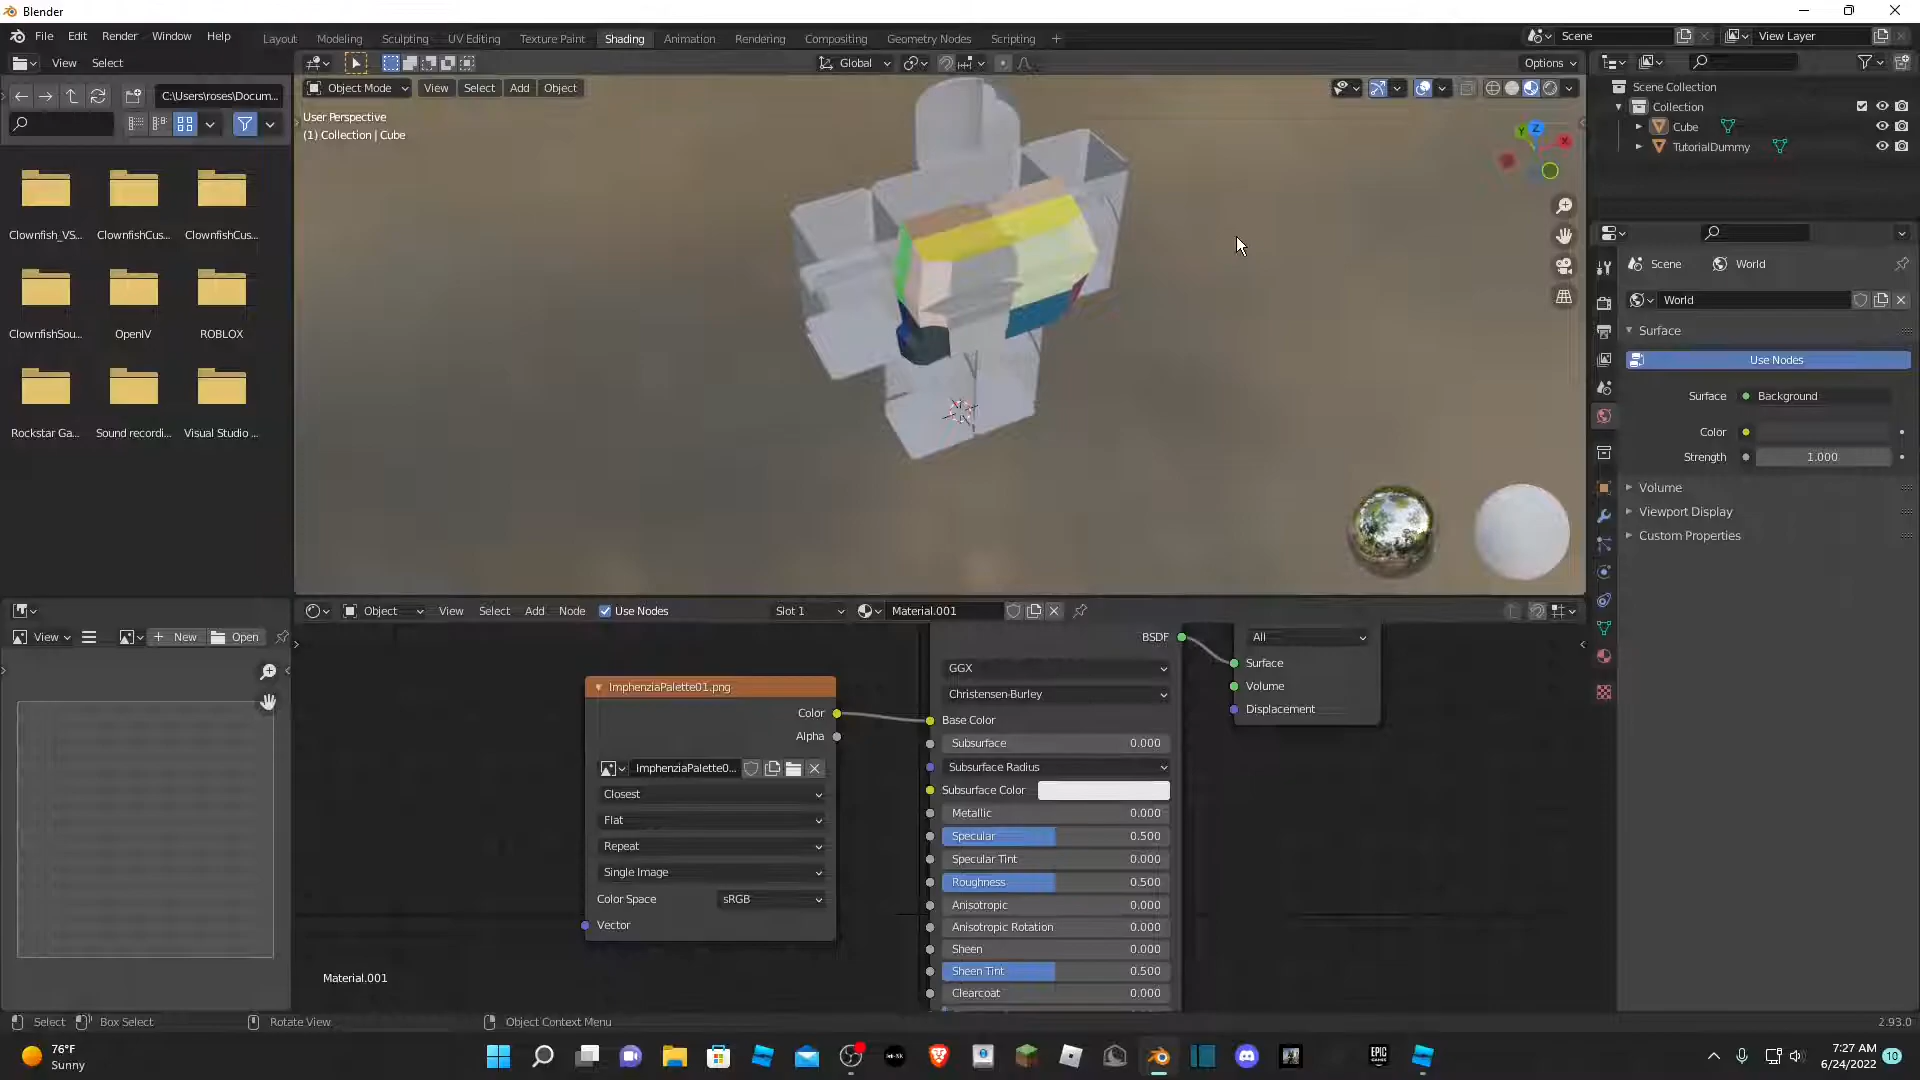 Blender
File Edit Render Window Help
Layout Modeling Sculpting UV Editing Texture Paint Shading Animation Rendering Compositing Geometry Nodes Scripting +
Scene View Layer
View Select
Global Options
C:\Users\roses\Docum...
Object Mode View Select Add Object
User Perspective
(1) Collection | Cube
Scene Collection
Collection
Cube
TutorialDummy
Clownfish_VS... ClownfishCus... ClownfishCus...
ClownfishSou... OpenIV ROBLOX
Rockstar Ga... Sound recordi... Visual Studio ...
Y Z X
Scene World
World
Surface
Use Nodes
Surface Background
Color
Strength 1.000
Volume
Viewport Display
Custom Properties
Object View Select Add Node Use Nodes Slot 1 Material.001
View New Open
BSDF
GGX
Christensen-Burley
Base Color
Subsurface 0.000
Subsurface Radius
Subsurface Color
Metallic 0.000
Specular 0.500
Specular Tint 0.000
Roughness 0.500
Anisotropic 0.000
Anisotropic Rotation 0.000
Sheen 0.000
Sheen Tint 0.500
Clearcoat 0.000
All
Surface
Volume
Displacement
ImphenziaPalette01.png
Color
Alpha
ImphenziaPalette0...
Closest
Flat
Repeat
Single Image
Color Space sRGB
Vector
Material.001
Select Box Select Rotate View Object Context Menu 2.93.0
76°F
Sunny
EPIC
7:27 AM
6/24/2022
10